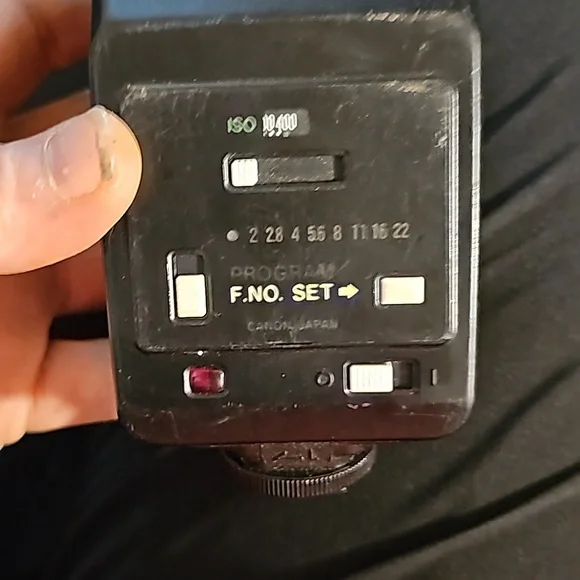 ISO
• 2 2.8 4 5.6 8 11 16 22
PROGRAM
F.NO. SET ➡
CANON JAPAN
O I